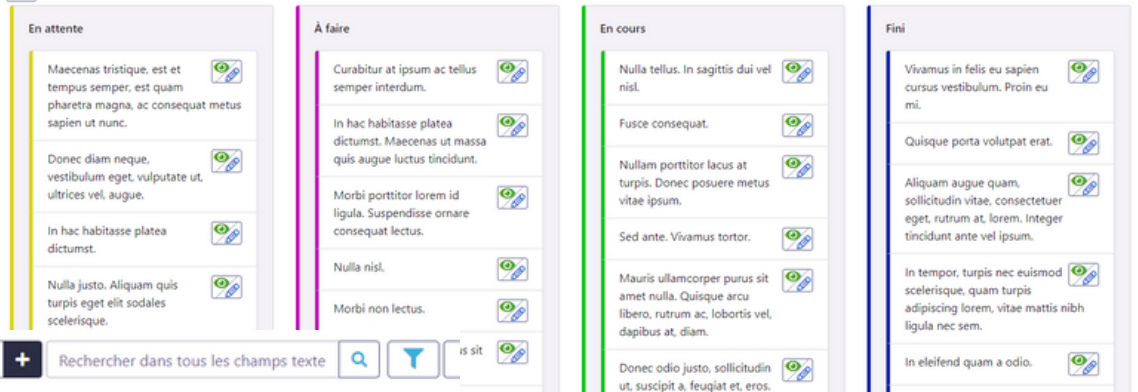 En attente
Maecenas tristique, est et
tempus semper, est quam
pharetra magna, ac consequat metus
sapien ut nunc.
Donec diam neque,
vestibulum eget, vulputate ut,
ultrices vel, augue.
In hac habitasse platea
dictumst.
Nulla justo. Aliquam quis
turpis eget elit sodales
scelerisque.
À faire
Curabitur at ipsum ac tellus
semper interdum.
In hac habitasse platea
dictumst. Maecenas ut massa
quis augue luctus tincidunt.
Morbi porttitor lorem id
ligula. Suspendisse ornare
consequat lectus.
Nulla nisl.
Morbi non lectus.
sit
En cours
Nulla tellus. In sagittis dui vel
nisl.
Fusce consequat.
Nullam porttitor lacus at
turpis. Donec posuere metus
vitae ipsum.
Sed ante. Vivamus tortor.
Mauris ullamcorper purus sit
amet nulla. Quisque arcu
libero, rutrum ac, lobortis vel,
dapibus at, diam.
Donec odio justo, sollicitudin
ut, suscipit a, feugiat et, eros.
Fini
Vivamus in felis eu sapien
cursus vestibulum. Proin eu
mi.
Quisque porta volutpat erat.
Aliquam augue quam,
sollicitudin vitae, consectetuer
eget, rutrum at, lorem. Integer
tincidunt ante vel ipsum.
In tempor, turpis nec euismod
scelerisque, quam turpis
adipiscing lorem, vitae mattis nibh
ligula nec sem.
In eleifend quam a odio.
+
Rechercher dans tous les champs texte